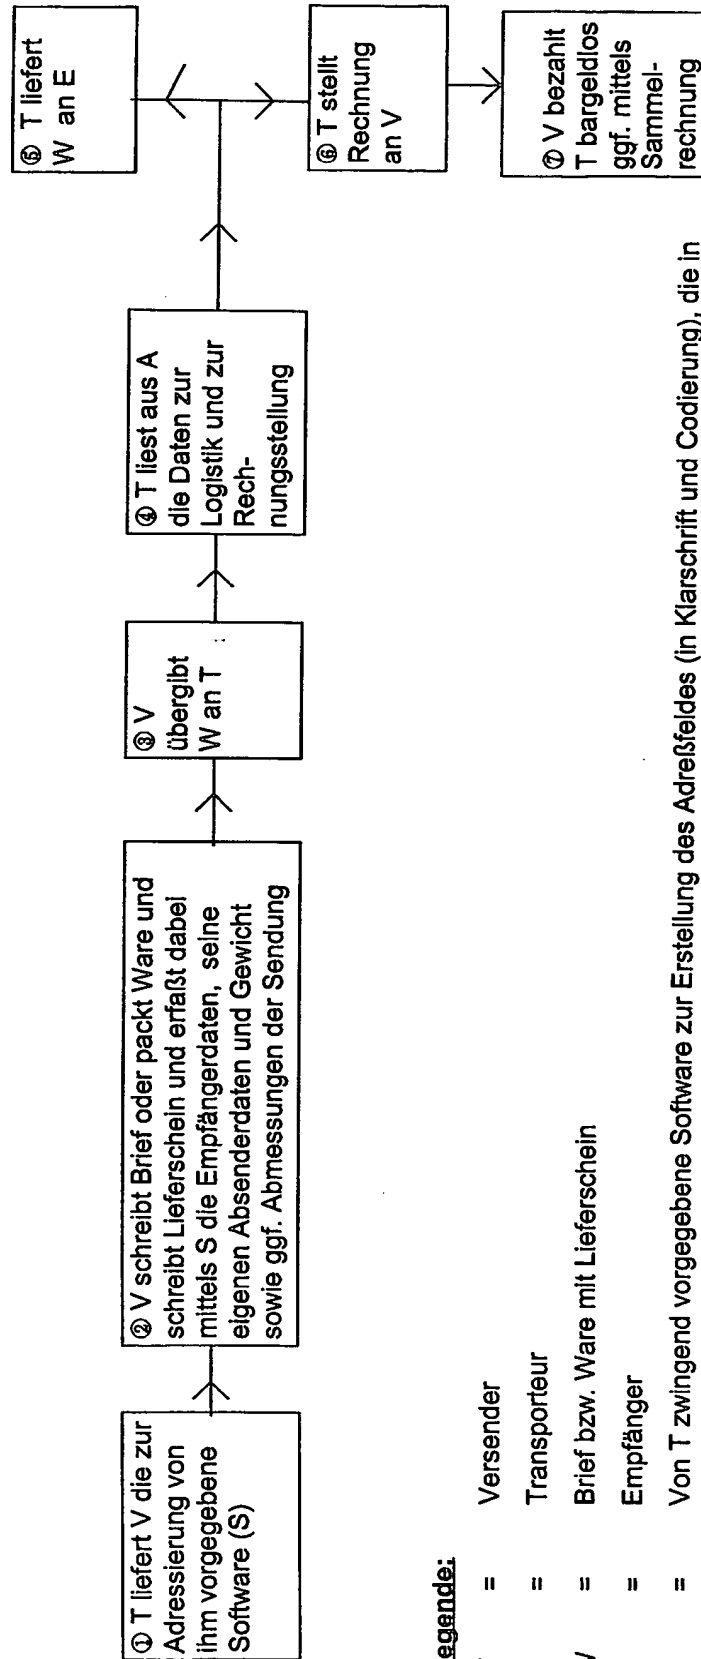 ① T liefert V die zur
Adressierung von
ihm vorgegebene
Software (S)
② V schreibt Brief oder packt Ware und
schreibt Lieferschein und erfaßt dabei
mittels S die Empfängerdaten, seine
eigenen Absenderdaten und Gewicht
sowie ggf. Abmessungen der Sendung
③ V
übergibt
W an T
④ T liest aus A
die Daten zur
Logistik und zur
Rech-
nungsstellung
⑤ T liefert
W an E
⑥ T stellt
Rechnung
an V
⑦ V bezahlt
T bargeldlos
ggf. mittels
Sammel-
rechnung
egende:
= Versender
= Transporteur
= Brief bzw. Ware mit Lieferschein
= Empfänger
= Von T zwingend vorgegebene Software zur Erstellung des Adreßfeldes (in Klarschrift und Codierung), die in